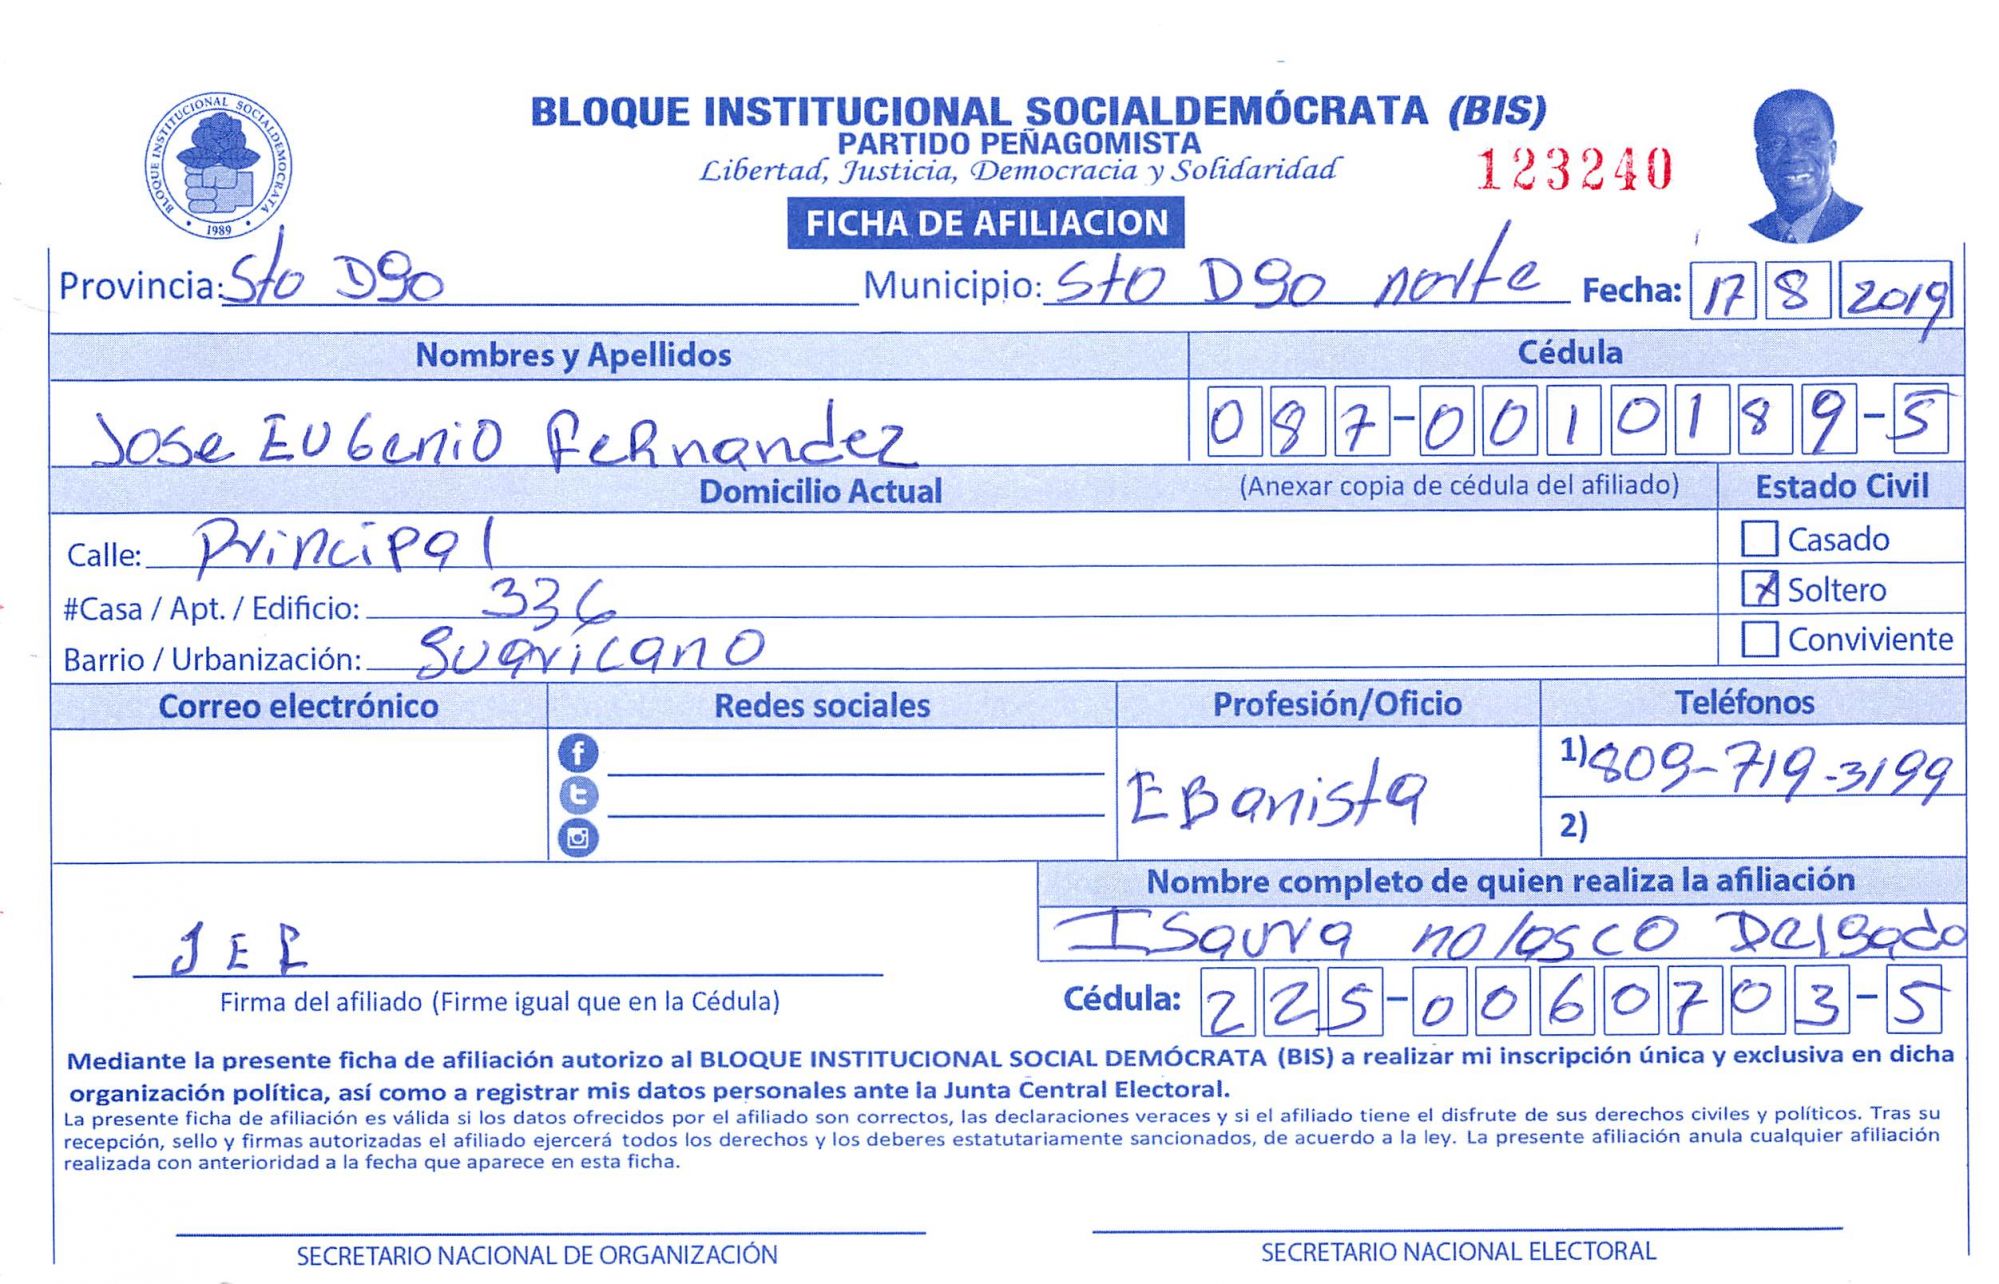 BLOQUE INSTITUCIONAL SOCIALDEMOCRATA
1989
BLOQUE INSTITUCIONAL SOCIALDEMÓCRATA (BIS)
PARTIDO PEÑAGOMISTA
Libertad, Justicia, Democracia y Solidaridad
123240
FICHA DE AFILIACION
Provincia: Sto Dgo Municipio: Sto Dgo norte Fecha: 17 8 2019
Nombres y Apellidos Cédula
Jose EUGenio FeRnandez 087-0010189-5
Domicilio Actual (Anexar copia de cédula del afiliado) Estado Civil
Calle: Principal Casado
#Casa / Apt. / Edificio: 336 X Soltero
Barrio / Urbanización: Guaricano Conviviente
Correo electrónico Redes sociales Profesión/Oficio Teléfonos
EBanista 1) 809-719-3199
2)
Nombre completo de quien realiza la afiliación
Isaura nolasco Delgado
JEF
Firma del afiliado (Firme igual que en la Cédula) Cédula: 225-0060703-5
Mediante la presente ficha de afiliación autorizo al BLOQUE INSTITUCIONAL SOCIAL DEMÓCRATA (BIS) a realizar mi inscripción única y exclusiva en dicha
organización política, así como a registrar mis datos personales ante la Junta Central Electoral.
La presente ficha de afiliación es válida si los datos ofrecidos por el afiliado son correctos, las declaraciones veraces y si el afiliado tiene el disfrute de sus derechos civiles y políticos. Tras su
recepción, sello y firmas autorizadas el afiliado ejercerá todos los derechos y los deberes estatutariamente sancionados, de acuerdo a la ley. La presente afiliación anula cualquier afiliación
realizada con anterioridad a la fecha que aparece en esta ficha.
SECRETARIO NACIONAL DE ORGANIZACIÓN SECRETARIO NACIONAL ELECTORAL